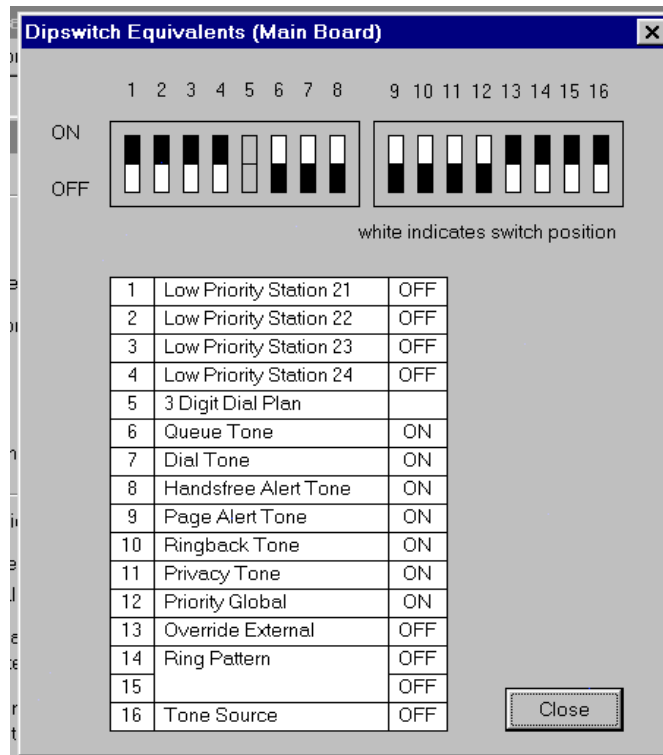 Dipswitch Equivalents (Main Board)
1 2 3 4 5 6 7 8 9 10 11 12 13 14 15 16
ON
OFF
white indicates switch position
1 Low Priority Station 21 OFF
2 Low Priority Station 22 OFF
3 Low Priority Station 23 OFF
4 Low Priority Station 24 OFF
5 3 Digit Dial Plan
6 Queue Tone ON
7 Dial Tone ON
8 Handsfree Alert Tone ON
9 Page Alert Tone ON
10 Ringback Tone ON
11 Privacy Tone ON
12 Priority Global ON
13 Override External OFF
14 Ring Pattern OFF
15 OFF
16 Tone Source OFF
Close